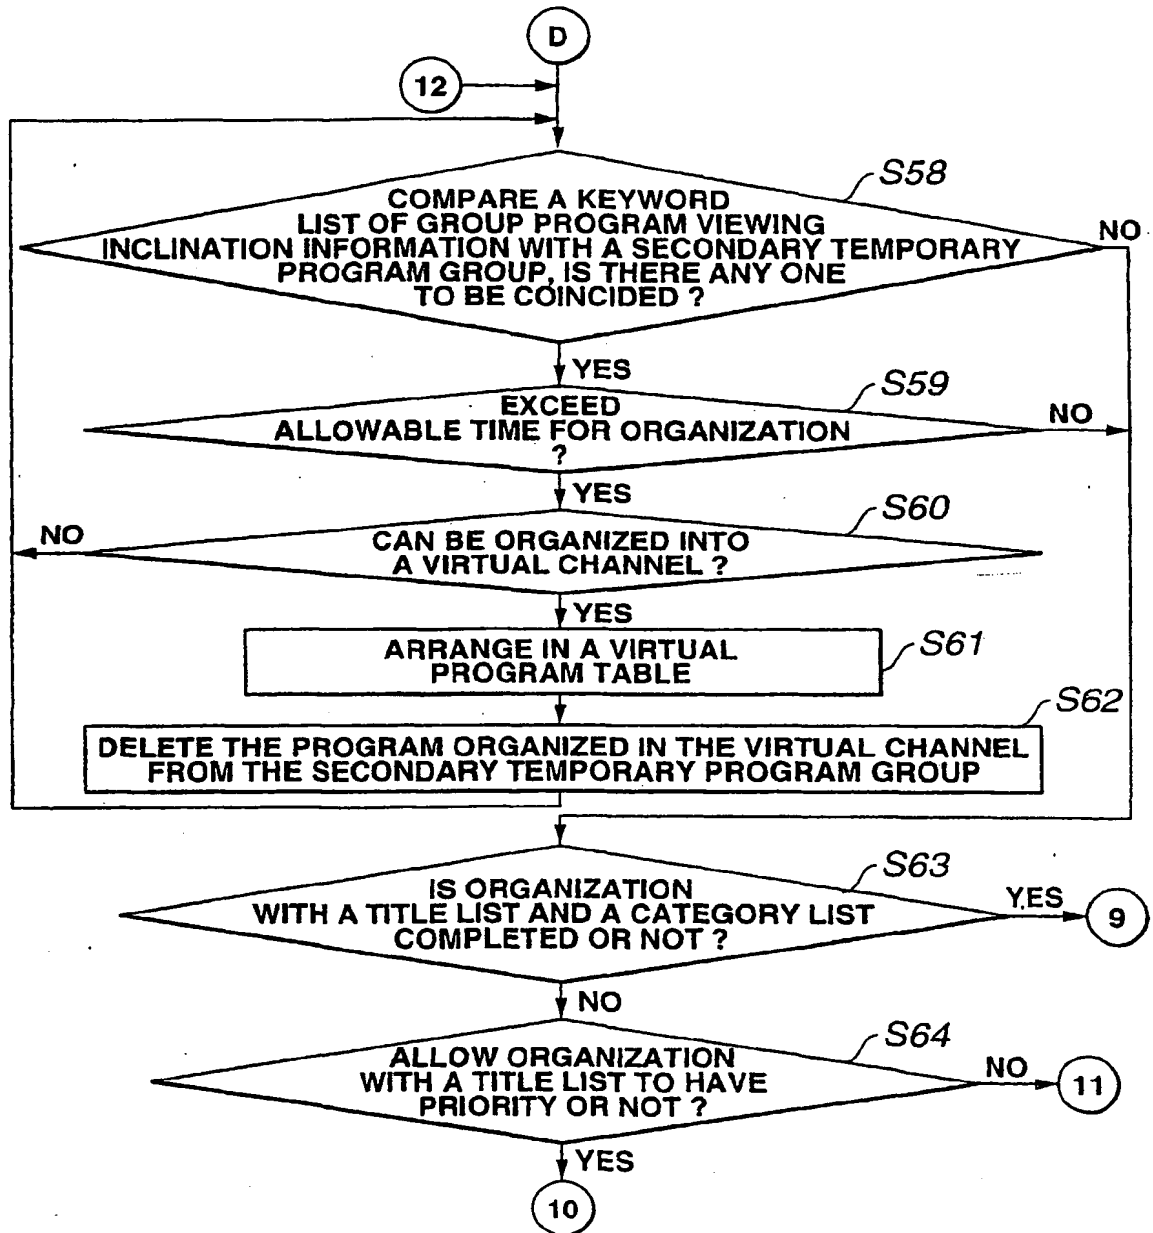 D
12
S58
COMPARE A KEYWORD
LIST OF GROUP PROGRAM VIEWING
INCLINATION INFORMATION WITH A SECONDARY TEMPORARY
PROGRAM GROUP, IS THERE ANY ONE
TO BE COINCIDED ?
NO
YES
S59
EXCEED
ALLOWABLE TIME FOR ORGANIZATION
?
NO
YES
S60
NO
CAN BE ORGANIZED INTO
A VIRTUAL CHANNEL ?
YES
S61
ARRANGE IN A VIRTUAL
PROGRAM TABLE
S62
DELETE THE PROGRAM ORGANIZED IN THE VIRTUAL CHANNEL
FROM THE SECONDARY TEMPORARY PROGRAM GROUP
S63
IS ORGANIZATION
WITH A TITLE LIST AND A CATEGORY LIST
COMPLETED OR NOT ?
YES
9
NO
S64
ALLOW ORGANIZATION
WITH A TITLE LIST TO HAVE
PRIORITY OR NOT ?
NO
11
YES
10